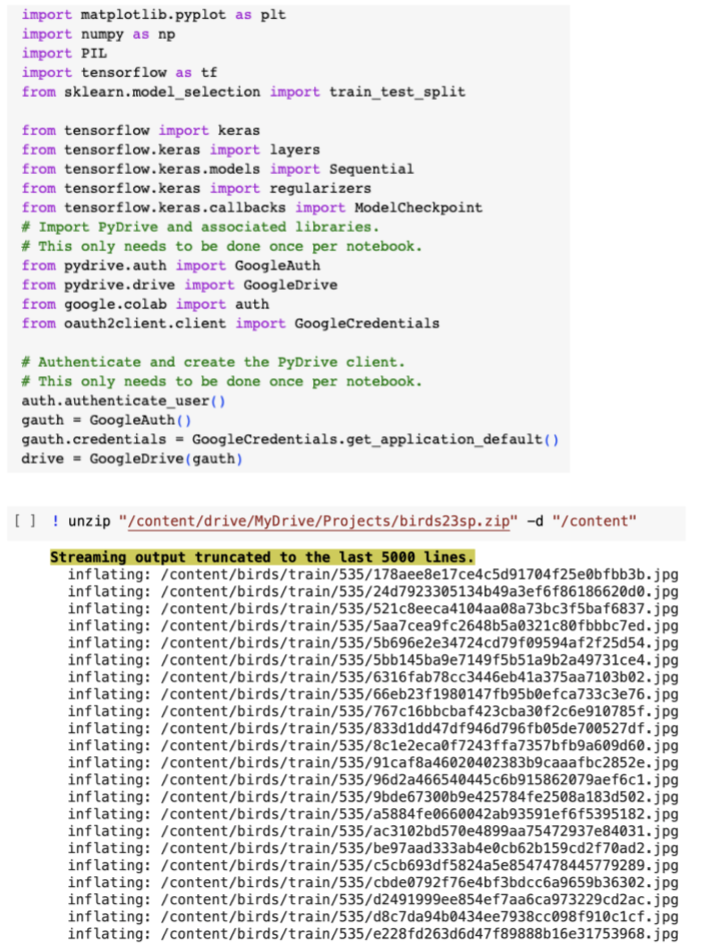 import matplotlib.pyplot as plt
import numpy as np
import PIL
import tensorflow as tf
from sklearn.model_selection import train_test_split
from tensorflow import keras
from tensorflow.keras import layers
from tensorflow.keras.models import Sequential
from tensorflow.keras import regularizers
from tensorflow.keras.callbacks import ModelCheckpoint
# Import PyDrive and associated libraries.
# This only needs to be done once per notebook.
from pydrive.auth import GoogleAuth
from pydrive.drive import GoogleDrive
from google.colab import auth
from oauth2client.client import GoogleCredentials
# Authenticate and create the PyDrive client.
# This only needs to be done once per notebook.
auth.authenticate_user()
gauth = GoogleAuth()
gauth.credentials = GoogleCredentials.get_application_default()
drive = GoogleDrive(gauth)
[ ] ! unzip "/content/drive/MyDrive/Projects/birds23sp.zip" -d "/content"
Streaming output truncated to the last 5000 lines.
inflating: /content/birds/train/535/178aee8e17ce4c5d91704f25e0bfbb3b.jpg
inflating: /content/birds/train/535/24d7923305134b49a3ef6f86186620d0.jpg
inflating: /content/birds/train/535/521c8eeca4104aa08a73bc3f5baf6837.jpg
inflating: /content/birds/train/535/5aa7cea9fc2648b5a0321c80fbbbc7ed.jpg
inflating: /content/birds/train/535/5b696e2e34724cd79f09594af2f25d54.jpg
inflating: /content/birds/train/535/5bb145ba9e7149f5b51a9b2a49731ce4.jpg
inflating: /content/birds/train/535/6316fab78cc3446eb41a375aa7103b02.jpg
inflating: /content/birds/train/535/66eb23f1980147fb95b0efca733c3e76.jpg
inflating: /content/birds/train/535/767c16bbcbaf423cba30f2c6e910785f.jpg
inflating: /content/birds/train/535/833d1dd47df946d796fb05de700527df.jpg
inflating: /content/birds/train/535/8c1e2eca0f7243ffa7357bfb9a609d60.jpg
inflating: /content/birds/train/535/91caf8a46020402383b9caaafbc2852e.jpg
inflating: /content/birds/train/535/96d2a466540445c6b915862079aef6c1.jpg
inflating: /content/birds/train/535/9bde67300b9e425784fe2508a183d502.jpg
inflating: /content/birds/train/535/a5884fe0660042ab93591ef6f5395182.jpg
inflating: /content/birds/train/535/ac3102bd570e4899aa75472937e84031.jpg
inflating: /content/birds/train/535/be97aad333ab4e0cb62b159cd2f70ad2.jpg
inflating: /content/birds/train/535/c5cb693df5824a5e8547478445779289.jpg
inflating: /content/birds/train/535/cbde0792f76e4bf3bdcc6a9659b36302.jpg
inflating: /content/birds/train/535/d2491999ee854ef7aa6ca973229cd2ac.jpg
inflating: /content/birds/train/535/d8c7da94b0434ee7938cc098f910c1cf.jpg
inflating: /content/birds/train/535/e228fd263d6d47f89888b16e31753968.jpg